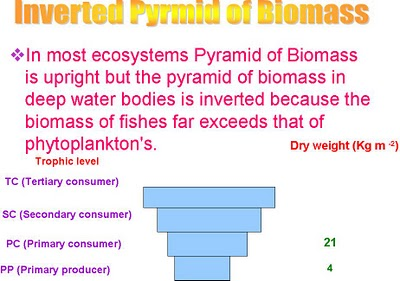 Inverted Pyrmid of Biomass
❖In most ecosystems Pyramid of Biomass
is upright but the pyramid of biomass in
deep water bodies is inverted because the
biomass of fishes far exceeds that of
phytoplankton's.
Dry weight (Kg m -2)
Trophic level
TC (Tertiary consumer)
SC (Secondary consumer)
PC (Primary consumer)
21
PP (Primary producer)
4